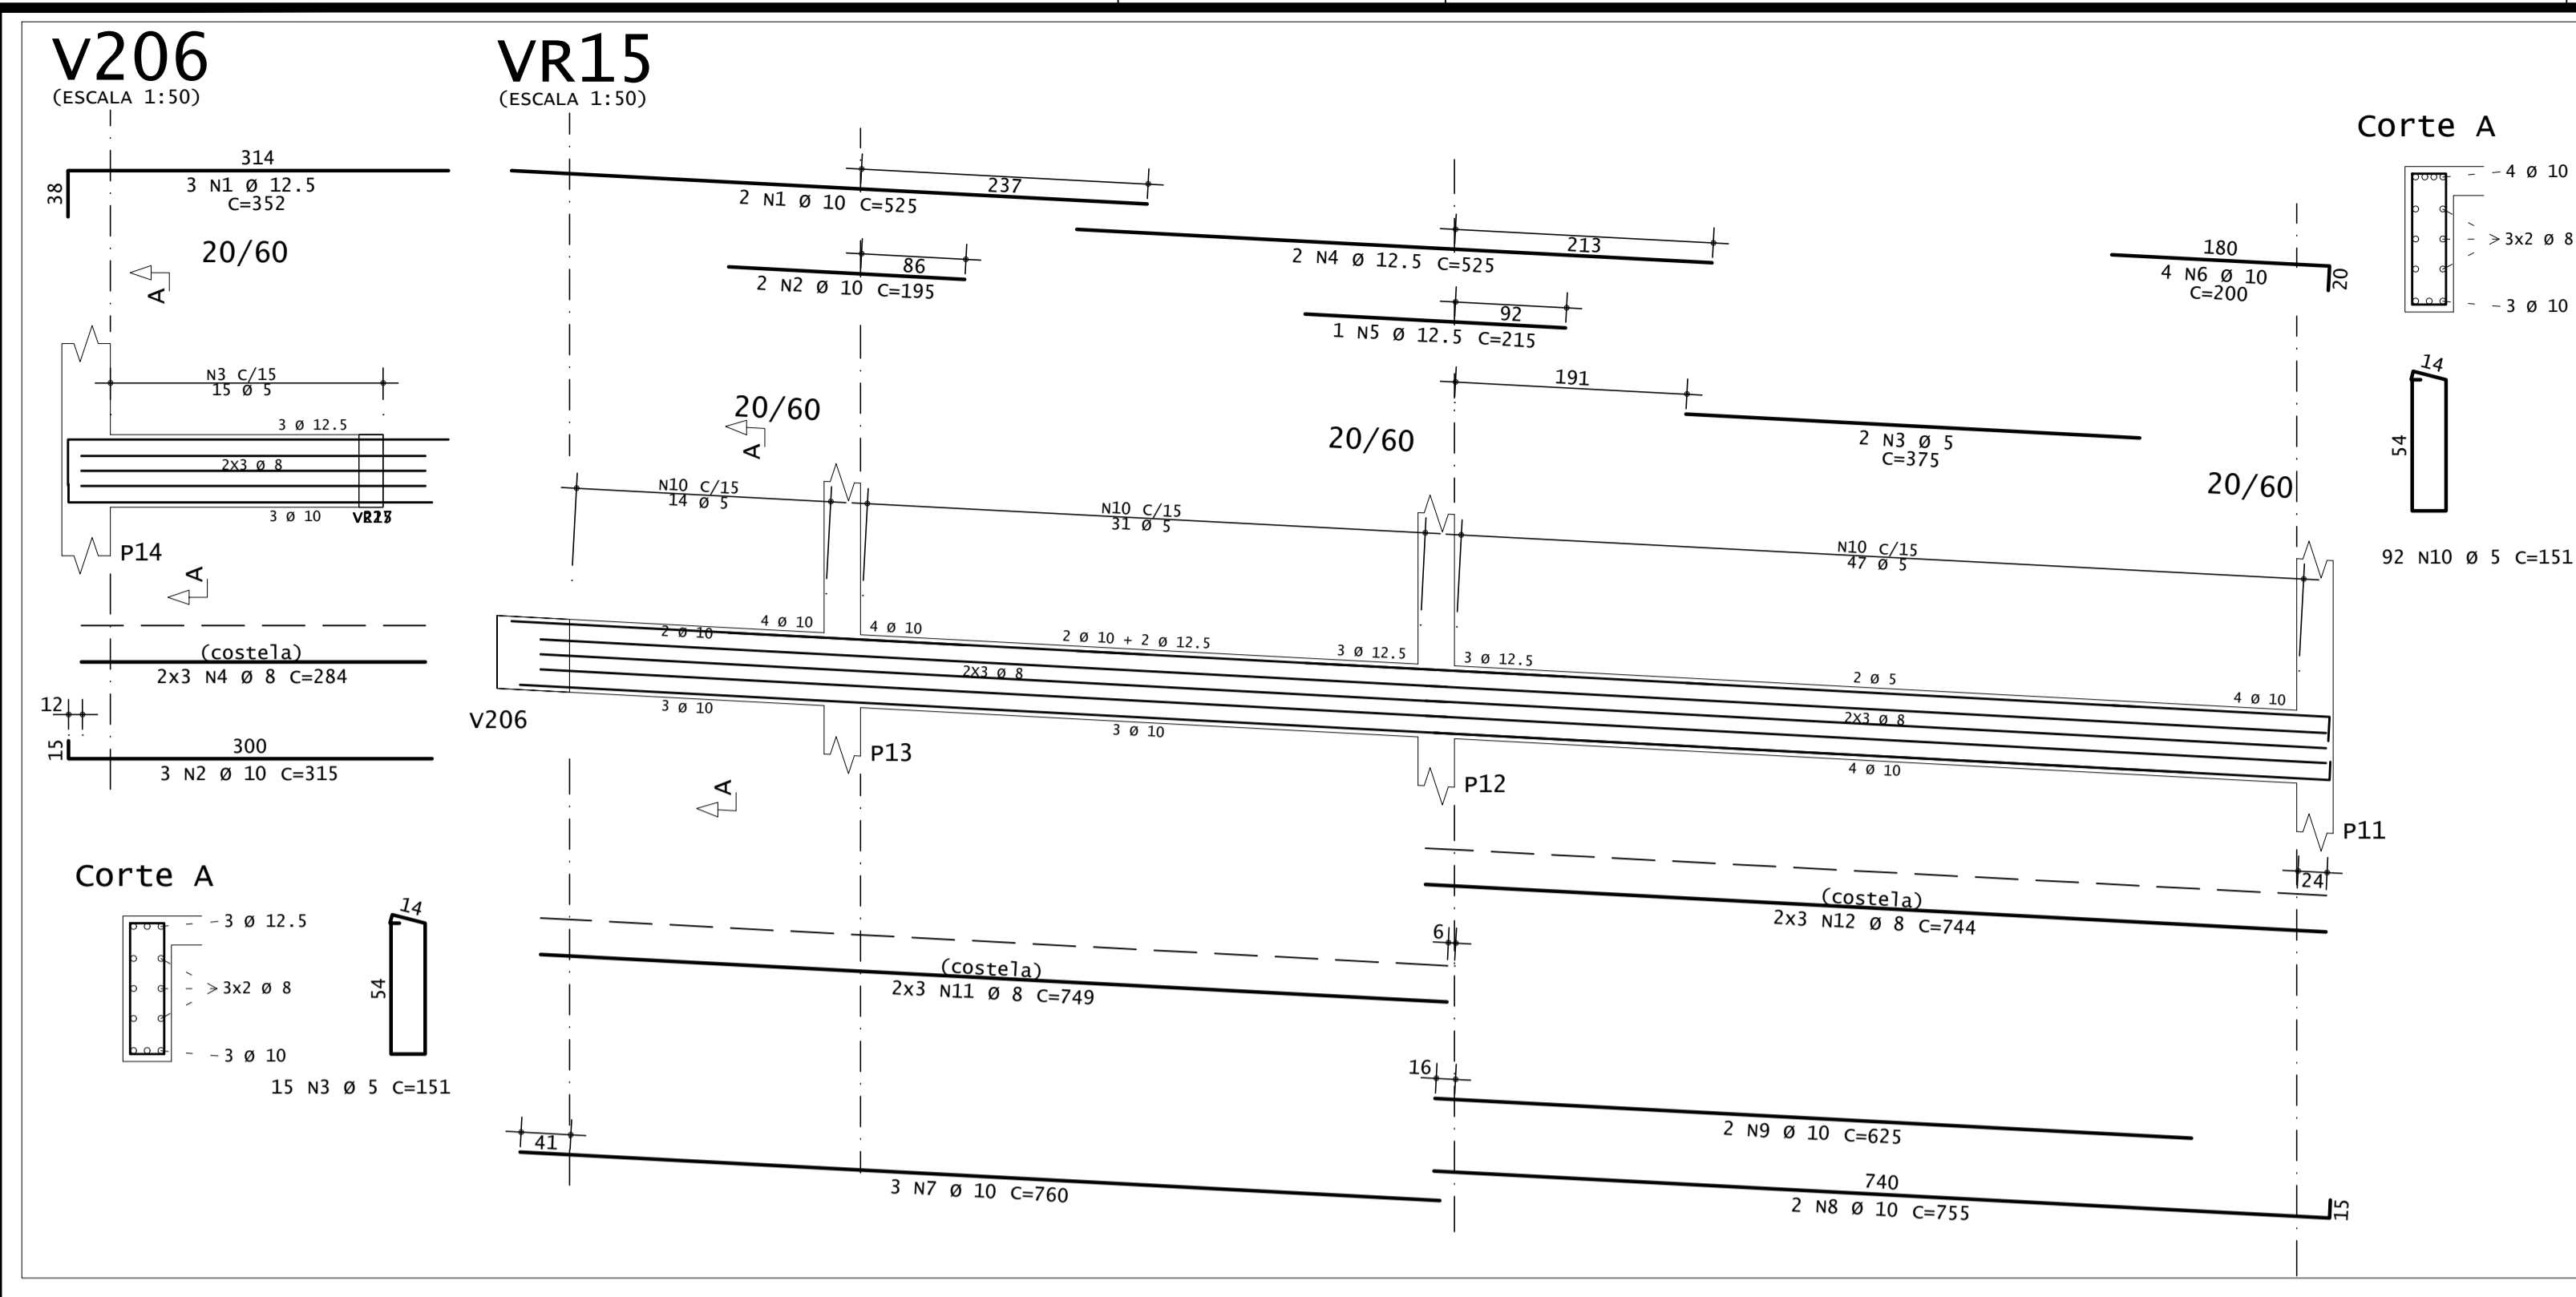 V206
(ESCALA 1:50)
314
38
3 N1 Ø 12.5
C=352
20/60
A
N3 C/15
15 Ø 5
3 Ø 12.5
2X3 Ø 8
3 Ø 10
P14
A
(costela)
2x3 N4 Ø 8 C=284
12
15
300
3 N2 Ø 10 C=315
Corte A
3 Ø 12.5
3x2 Ø 8
3 Ø 10
14
54
15 N3 Ø 5 C=151
VR15
(ESCALA 1:50)
237
2 N1 Ø 10 C=525
86
2 N2 Ø 10 C=195
213
2 N4 Ø 12.5 C=525
92
1 N5 Ø 12.5 C=215
191
2 N3 Ø 5
C=375
180
4 N6 Ø 10
C=200
20
20/60
A
20/60
20/60
N10 C/15
14 Ø 5
N10 C/15
31 Ø 5
N10 C/15
47 Ø 5
2 Ø 10
4 Ø 10
4 Ø 10
2 Ø 10 + 2 Ø 12.5
3 Ø 12.5
3 Ø 12.5
2 Ø 5
4 Ø 10
2X3 Ø 8
2X3 Ø 8
3 Ø 10
3 Ø 10
4 Ø 10
V206
P13
P12
P11
A
24
(costela)
2x3 N12 Ø 8 C=744
6
(costela)
2x3 N11 Ø 8 C=749
16
2 N9 Ø 10 C=625
41
3 N7 Ø 10 C=760
740
2 N8 Ø 10 C=755
15
Corte A
4 Ø 10
3x2 Ø 8
3 Ø 10
14
54
92 N10 Ø 5 C=151